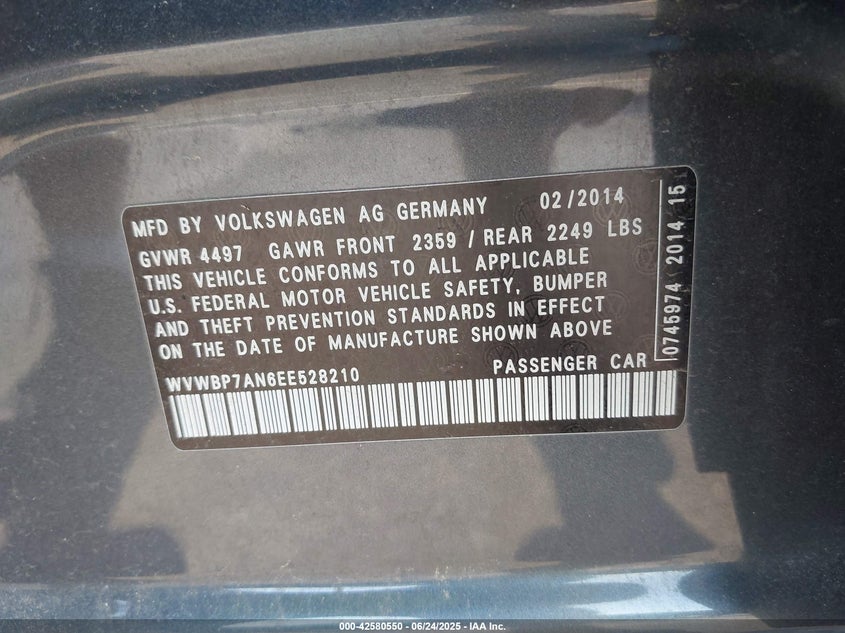 MFD BY VOLKSWAGEN AG GERMANY 02/2014
GVWR 4497 GAWR FRONT 2359 / REAR 2249 LBS
THIS VEHICLE CONFORMS TO ALL APPLICABLE
U.S. FEDERAL MOTOR VEHICLE SAFETY, BUMPER
AND THEFT PREVENTION STANDARDS IN EFFECT
ON THE DATE OF MANUFACTURE SHOWN ABOVE
WVWBP7AN6EE528210 PASSENGER CAR
0745974 2014 15
000-42580550 - 06/24/2025 - IAA Inc.